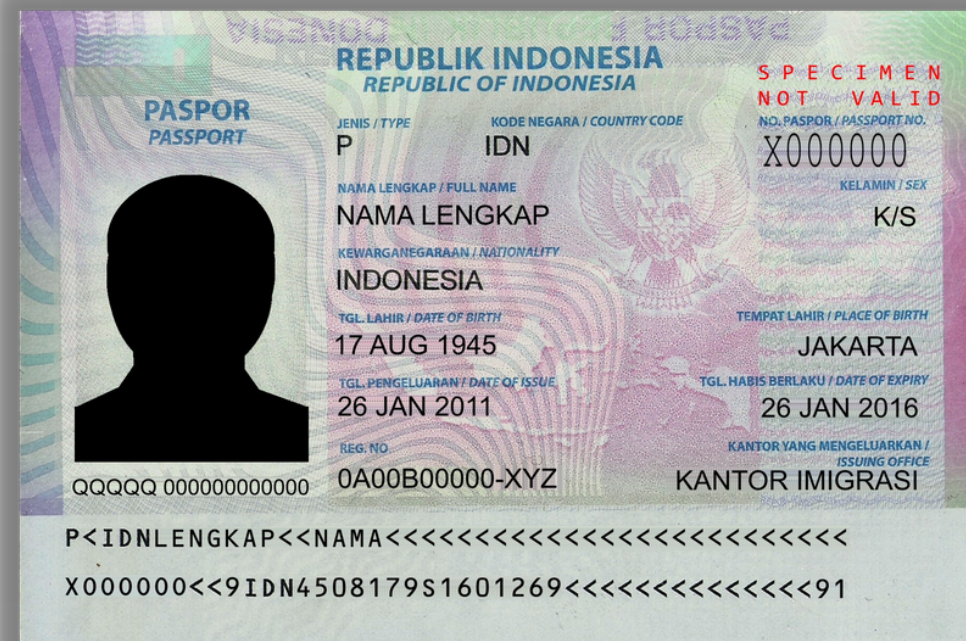 REPUBLIK INDONESIA
REPUBLIC OF INDONESIA
SPECIMEN
NOT VALID
PASPOR
PASSPORT
JENIS / TYPE
KODE NEGARA / COUNTRY CODE
NO. PASPOR / PASSPORT NO.
P
IDN
X000000
NAMA LENGKAP / FULL NAME
KELAMIN / SEX
NAMA LENGKAP
K/S
KEWARGANEGARAAN / NATIONALITY
INDONESIA
TGL. LAHIR / DATE OF BIRTH
TEMPAT LAHIR / PLACE OF BIRTH
17 AUG 1945
JAKARTA
TGL. PENGELUARAN / DATE OF ISSUE
TGL. HABIS BERLAKU / DATE OF EXPIRY
26 JAN 2011
26 JAN 2016
REG. NO
KANTOR YANG MENGELUARKAN /
ISSUING OFFICE
0A00B00000-XYZ
KANTOR IMIGRASI
QQQQQ 000000000000
P<IDNLENGKAP<<NAMA<<<<<<<<<<<<<<<<<<<<<<<<<<
X000000<<9IDN4508179S1601269<<<<<<<<<<<<<<91